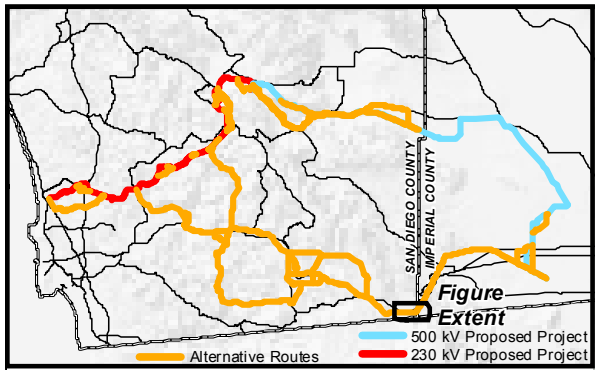 SAN DIEGO COUNTY
IMPERIAL COUNTY
Figure
Extent
500 kV Proposed Project
Alternative Routes
230 kV Proposed Project